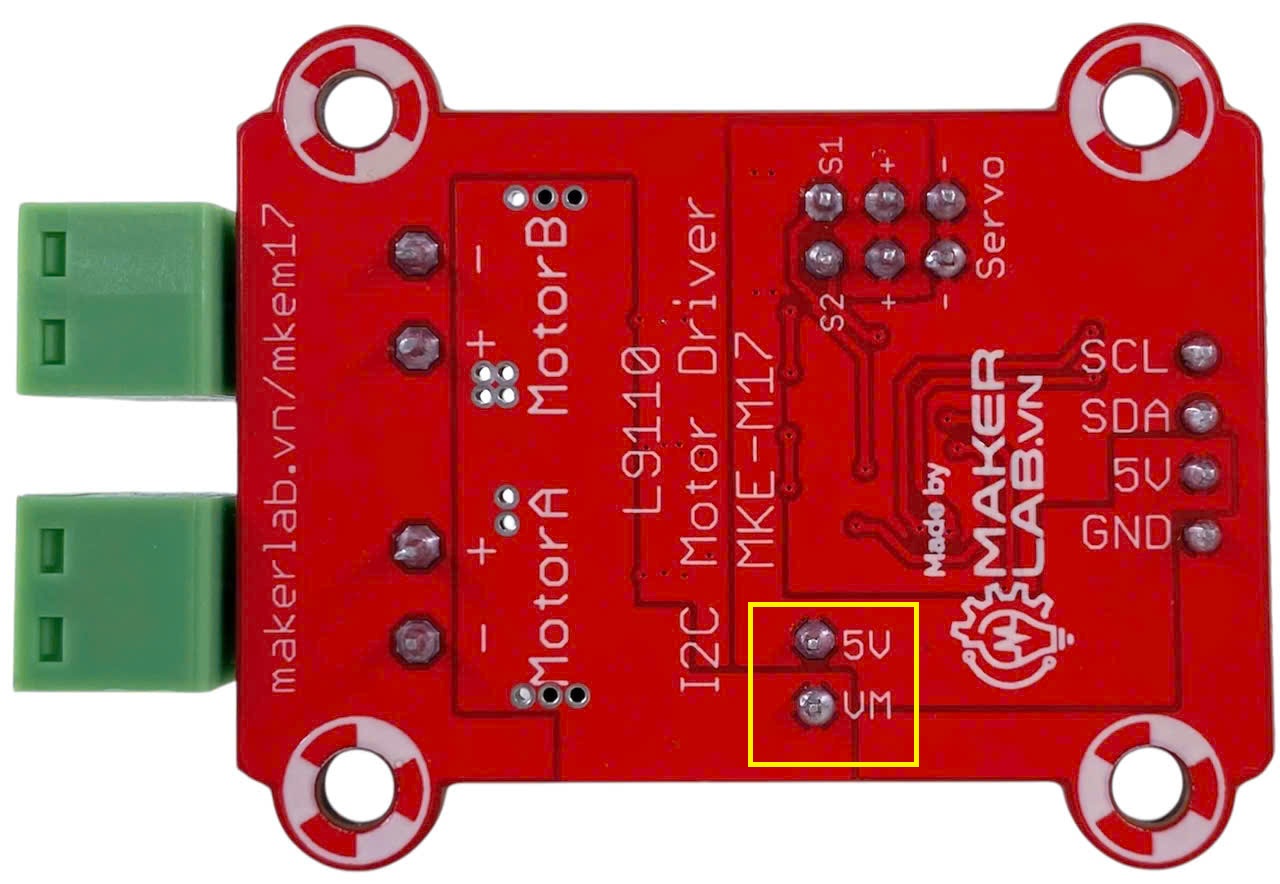 makerlab.vn/mkem17
-
+
MotorB
+
-
MotorA
L9110
I2C Motor Driver
MKE-M17
S1
+
-
S2
+
-
Servo
SCL
SDA
5V
GND
Made by
MAKER
LAB.VN
5V
VM